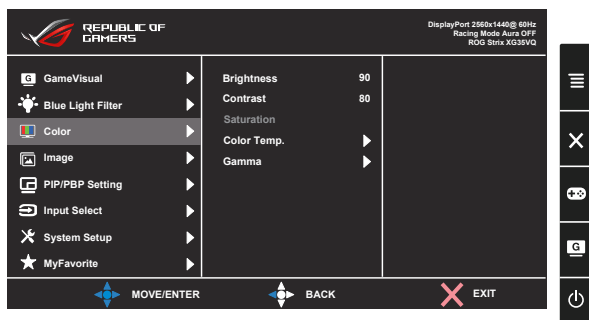 REPUBLIC OF
GAMERS
DisplayPort 2560x1440@ 60Hz
Racing Mode Aura OFF
ROG Strix XG35VQ
G GameVisual
Blue Light Filter
Color
Image
PIP/PBP Setting
Input Select
System Setup
MyFavorite
Brightness 90
Contrast 80
Saturation
Color Temp.
Gamma
MOVE/ENTER
BACK
EXIT
G